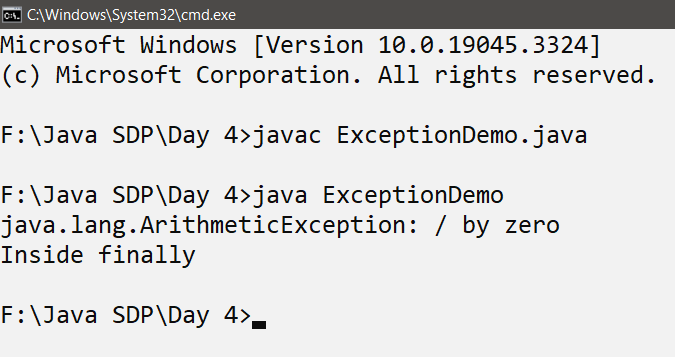 C:\Windows\System32\cmd.exe
Microsoft Windows [Version 10.0.19045.3324]
(c) Microsoft Corporation. All rights reserved.
F:\Java SDP\Day 4>javac ExceptionDemo.java
F:\Java SDP\Day 4>java ExceptionDemo
java.lang.ArithmeticException: / by zero
Inside finally
F:\Java SDP\Day 4>